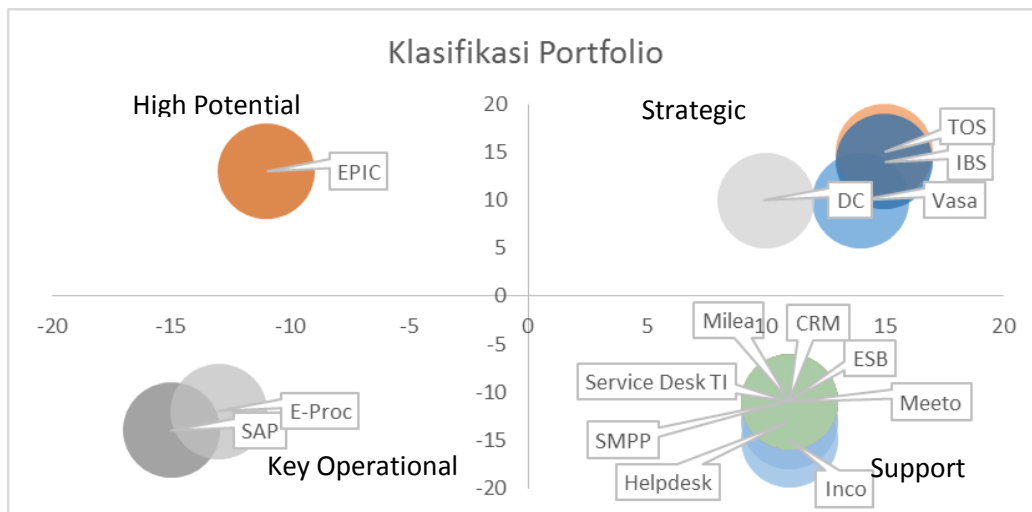 Klasifikasi Portfolio
High Potential
Strategic
20
15
10
5
0
-5
-10
-15
-20
-20
-15
-10
-5
0
5
10
15
20
TOS
IBS
EPIC
DC
Vasa
Milea
CRM
ESB
Service Desk TI
Meeto
E-Proc
SAP
SMPP
Helpdesk
Inco
Key Operational
Support